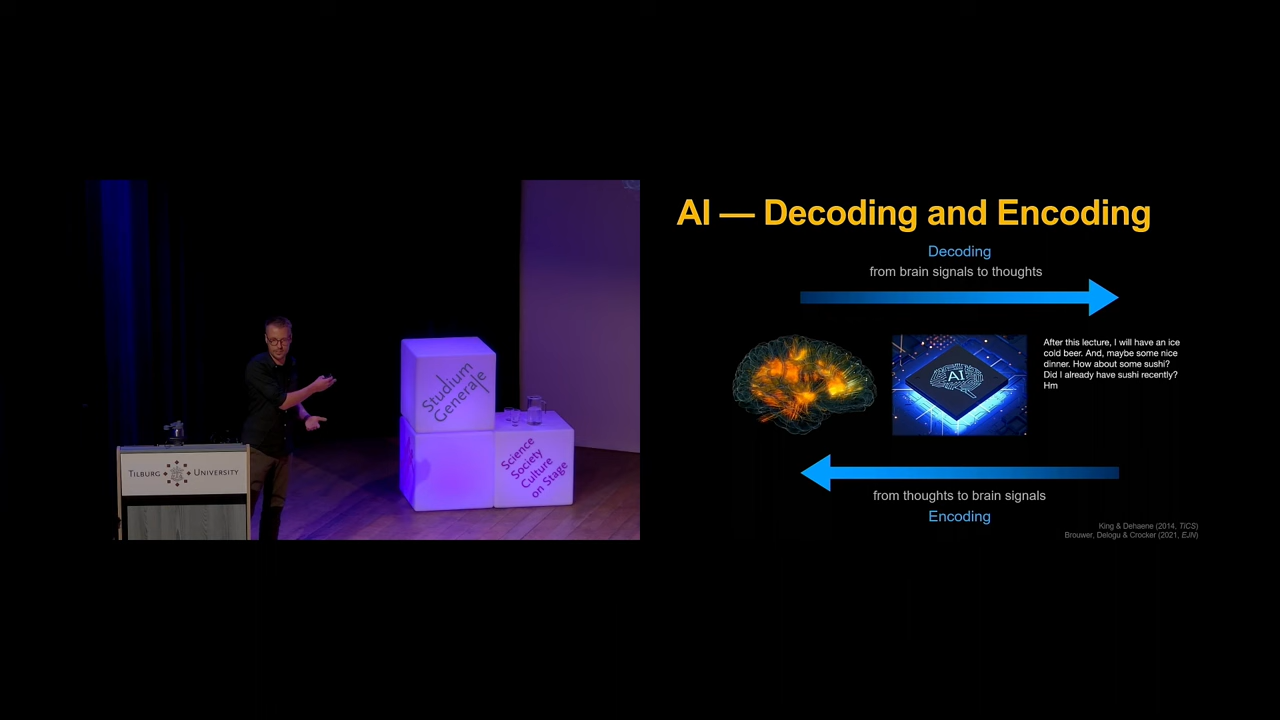 Studium
Generale
Science
Society
Culture
on Stage
TILBURG UNIVERSITY
AI — Decoding and Encoding
Decoding
from brain signals to thoughts
AI
After this lecture, I will have an ice
cold beer. And, maybe some nice
dinner. How about some sushi?
Did I already have sushi recently?
Hm
from thoughts to brain signals
Encoding
King & Dehaene (2014, TiCS)
Brouwer, Delogu & Crocker (2021, EJN)